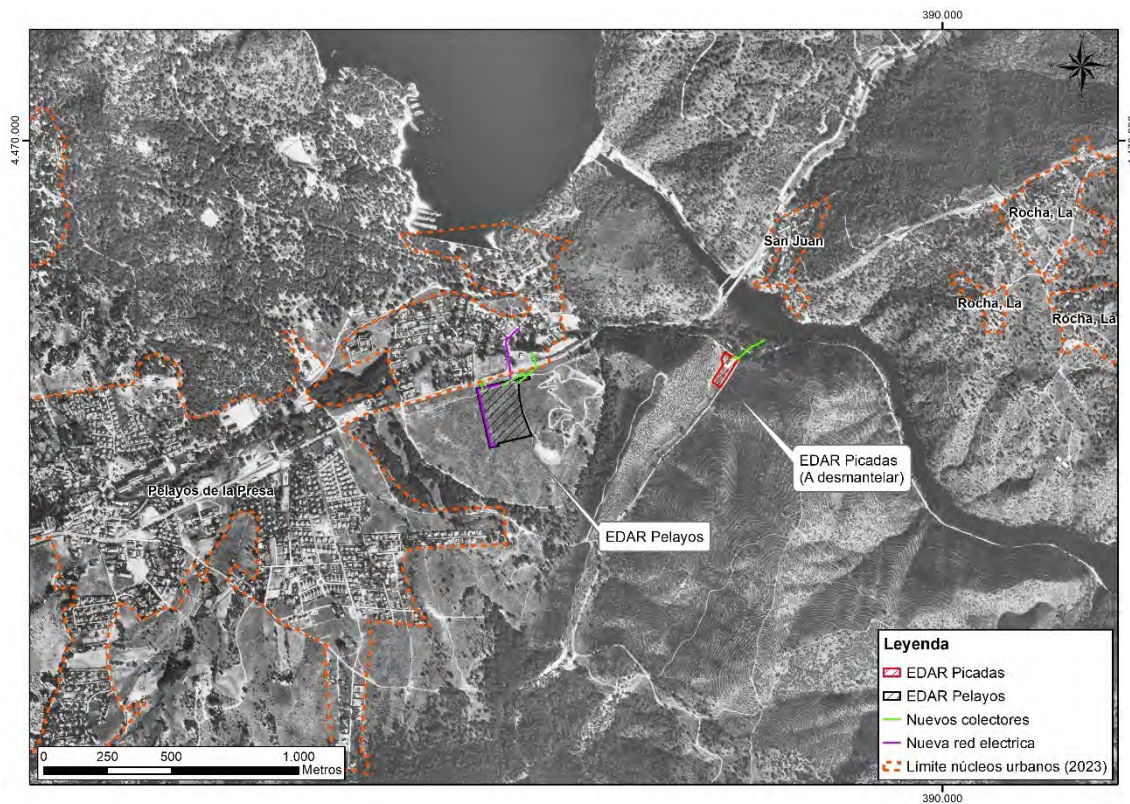 390.000
4.470.000
San Juan
Rocha, La
Rocha, La
Rocha, La
EDAR Picadas
(A desmantelar)
Pelayos de la Presa
EDAR Pelayos
Leyenda
EDAR Picadas
EDAR Pelayos
Nuevos colectores
Nueva red electrica
Límite núcleos urbanos (2023)
0 250 500 1.000
Metros
390.000